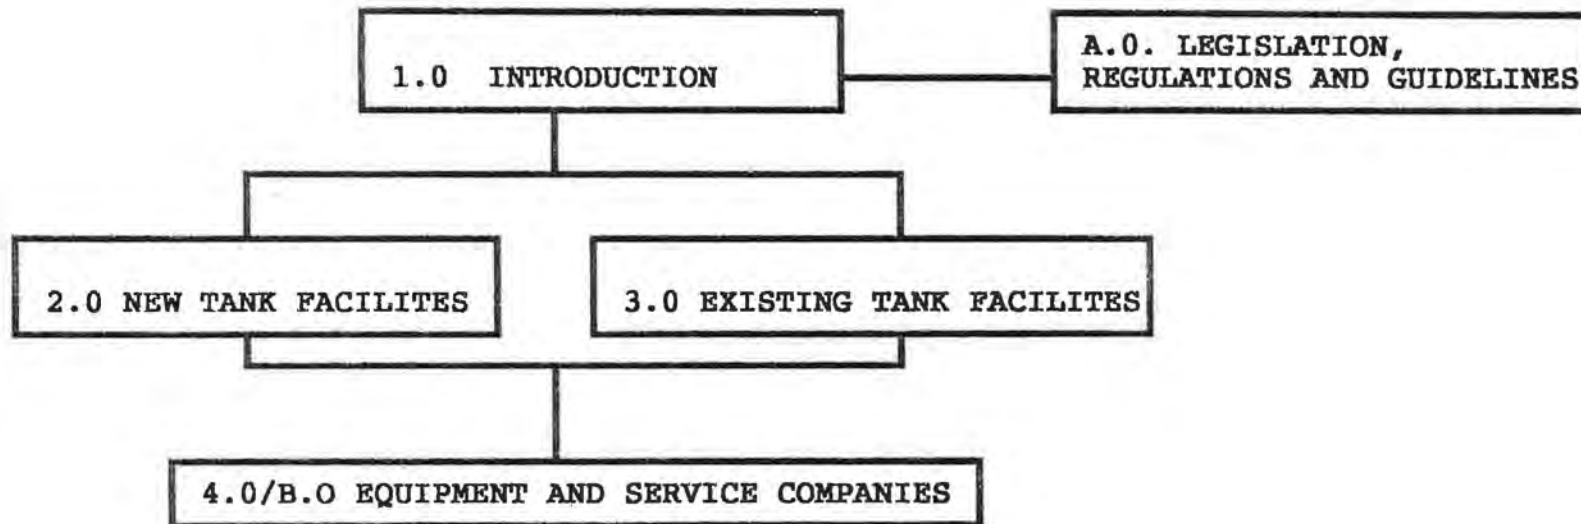 1.0 INTRODUCTION
A.0. LEGISLATION,
REGULATIONS AND GUIDELINES
2.0 NEW TANK FACILITES
3.0 EXISTING TANK FACILITES
4.0/B.O EQUIPMENT AND SERVICE COMPANIES